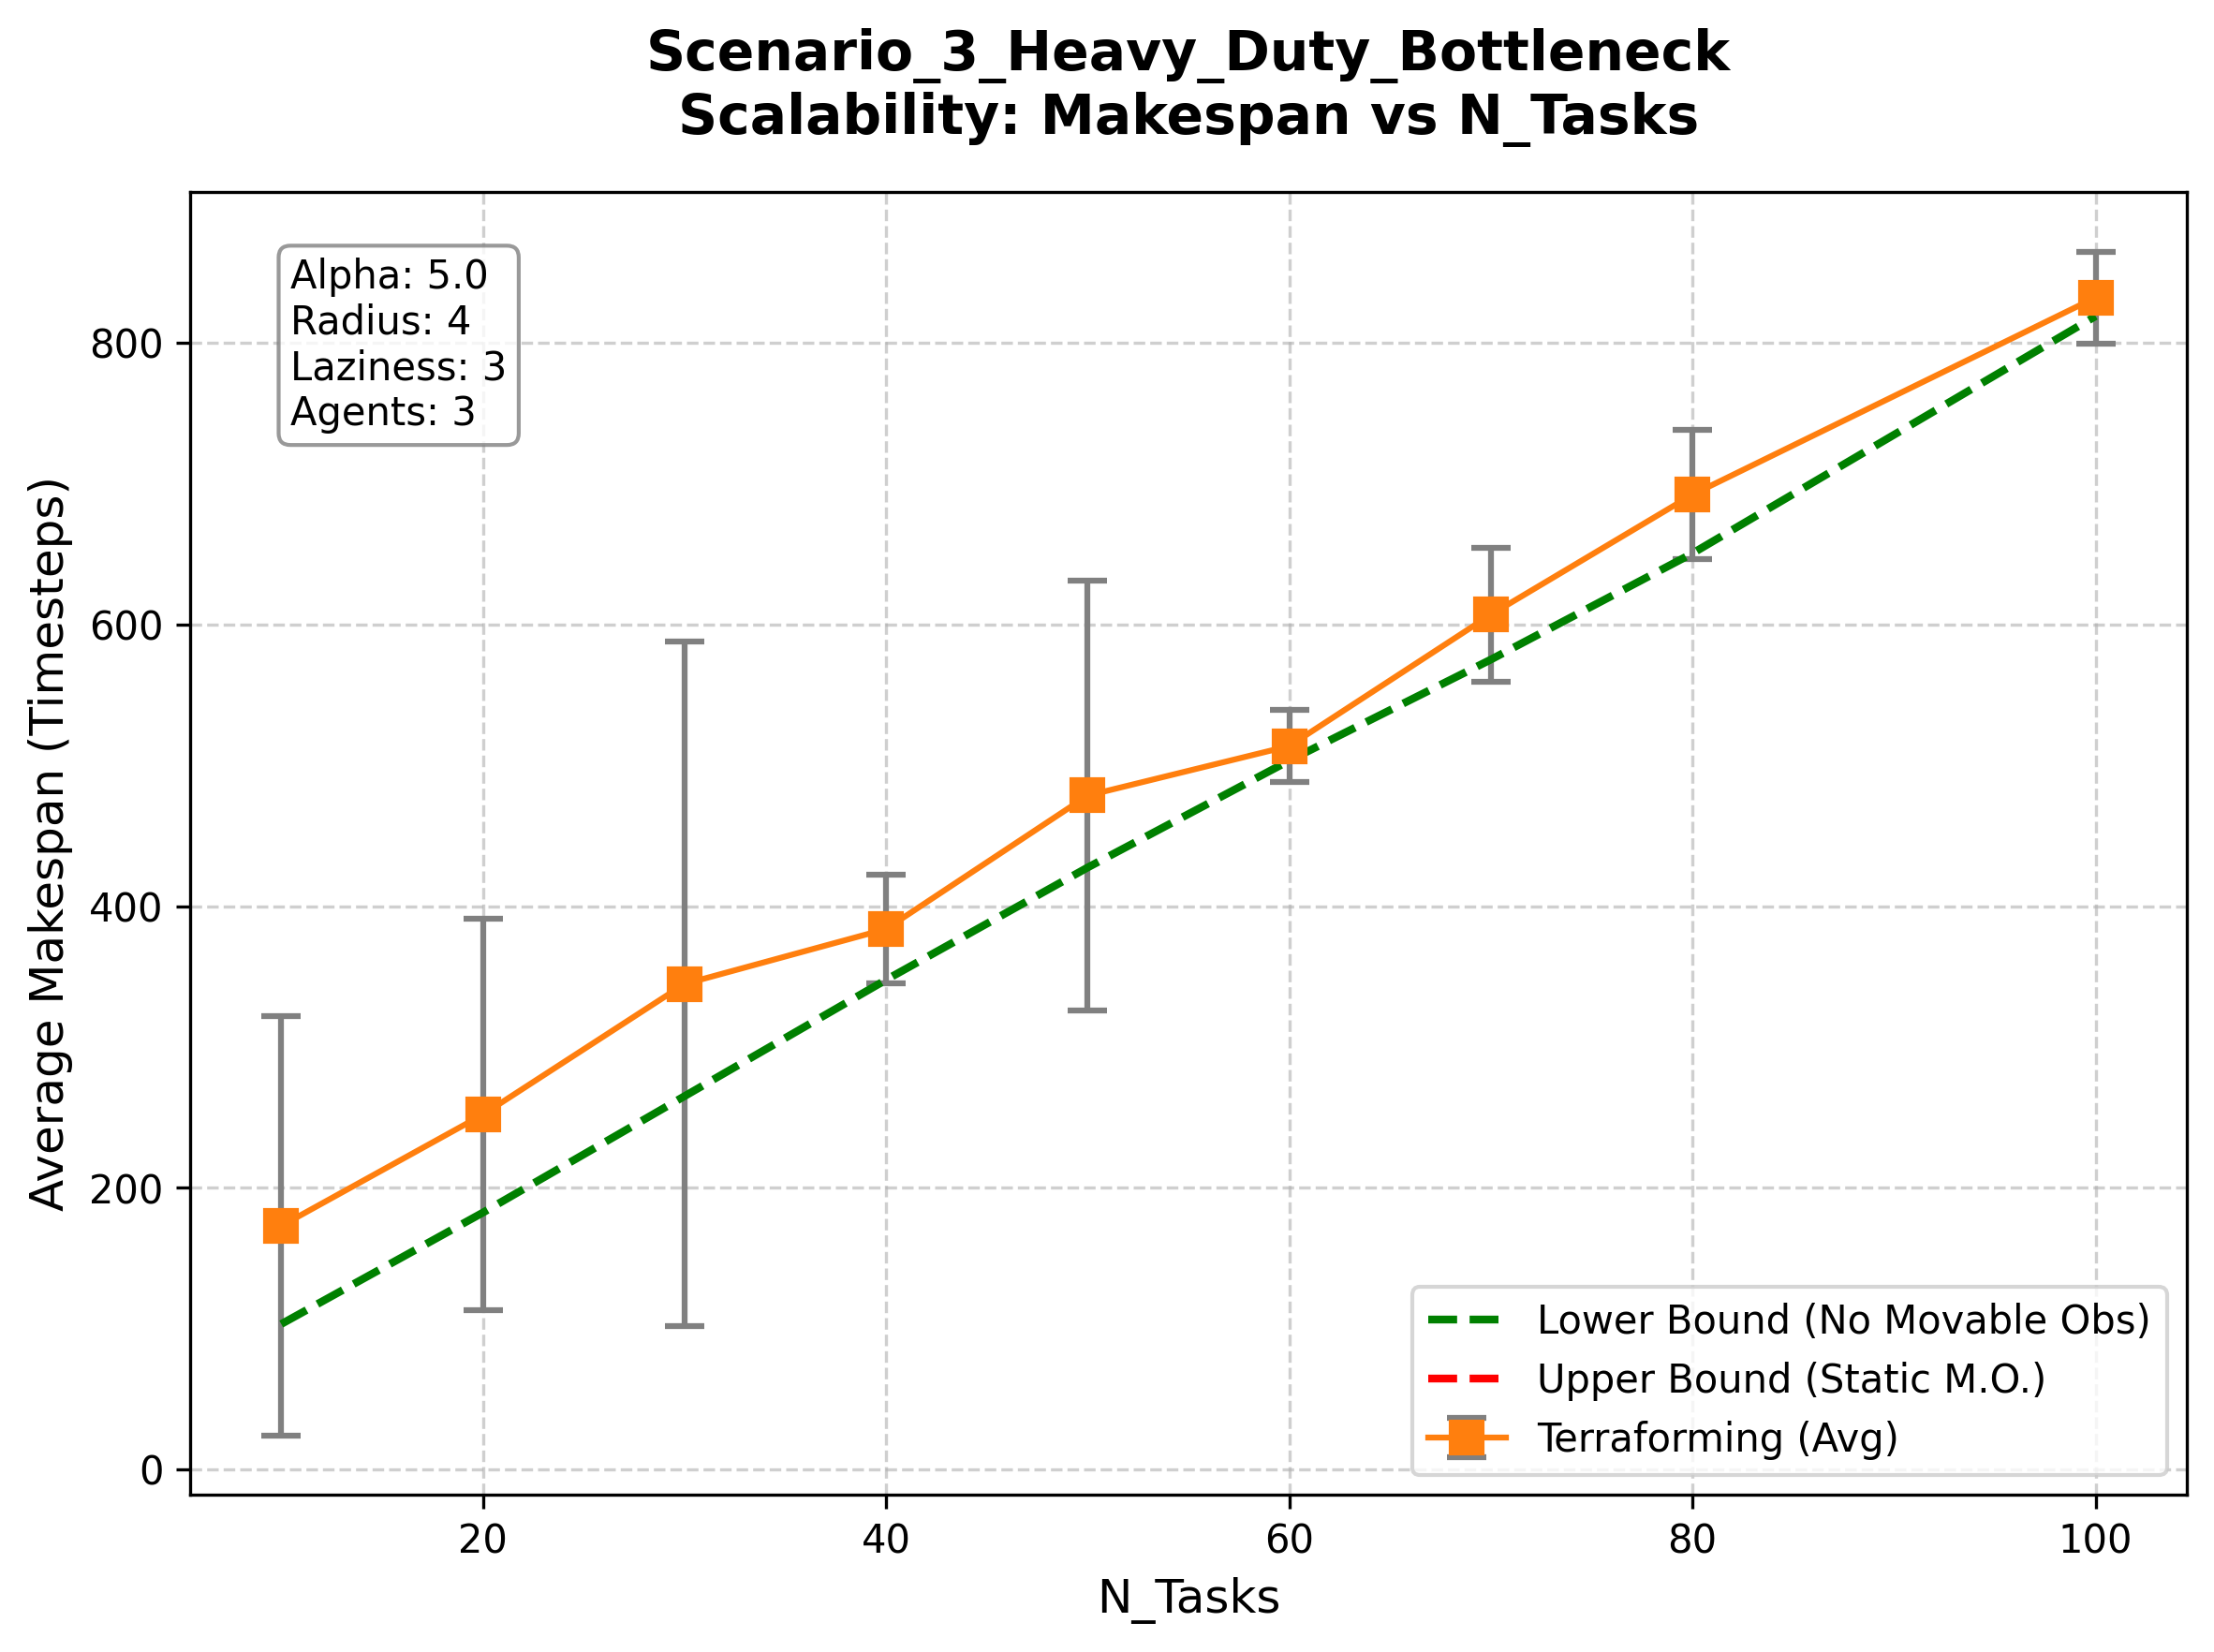 Scenario_3_Heavy_Duty_Bottleneck
Scalability: Makespan vs N_Tasks
Alpha: 5.0
Radius: 4
Laziness: 3
Agents: 3
Average Makespan (Timesteps)
800
600
400
200
0
20
40
60
80
100
N_Tasks
Lower Bound (No Movable Obs)
Upper Bound (Static M.O.)
Terraforming (Avg)